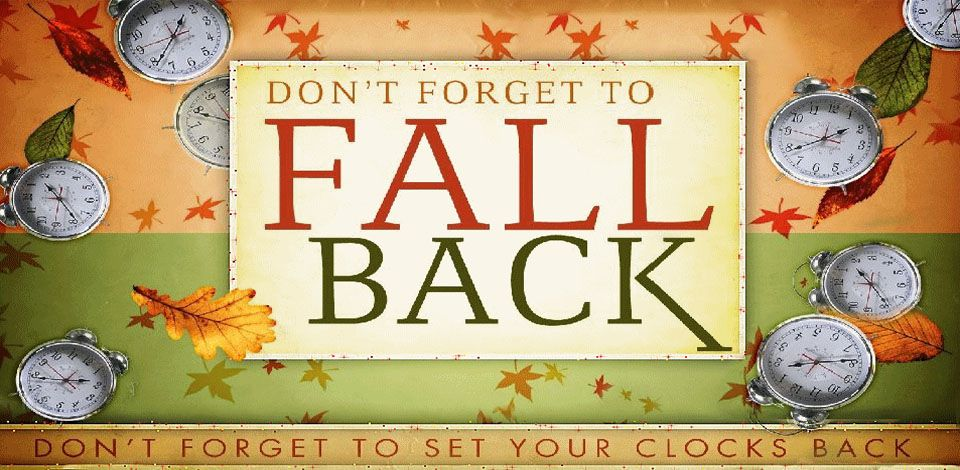 DON'T FORGET TO
FALL
BACK
DON'T FORGET TO SET YOUR CLOCKS BACK